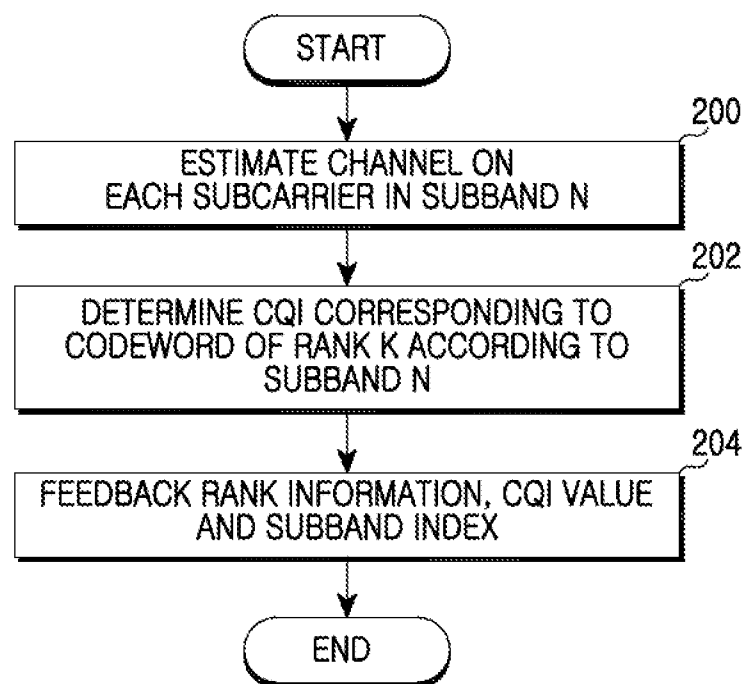 START
200
ESTIMATE CHANNEL ON
EACH SUBCARRIER IN SUBBAND N
202
DETERMINE CQI CORRESPONDING TO
CODEWORD OF RANK K ACCORDING TO
SUBBAND N
204
FEEDBACK RANK INFORMATION, CQI VALUE
AND SUBBAND INDEX
END